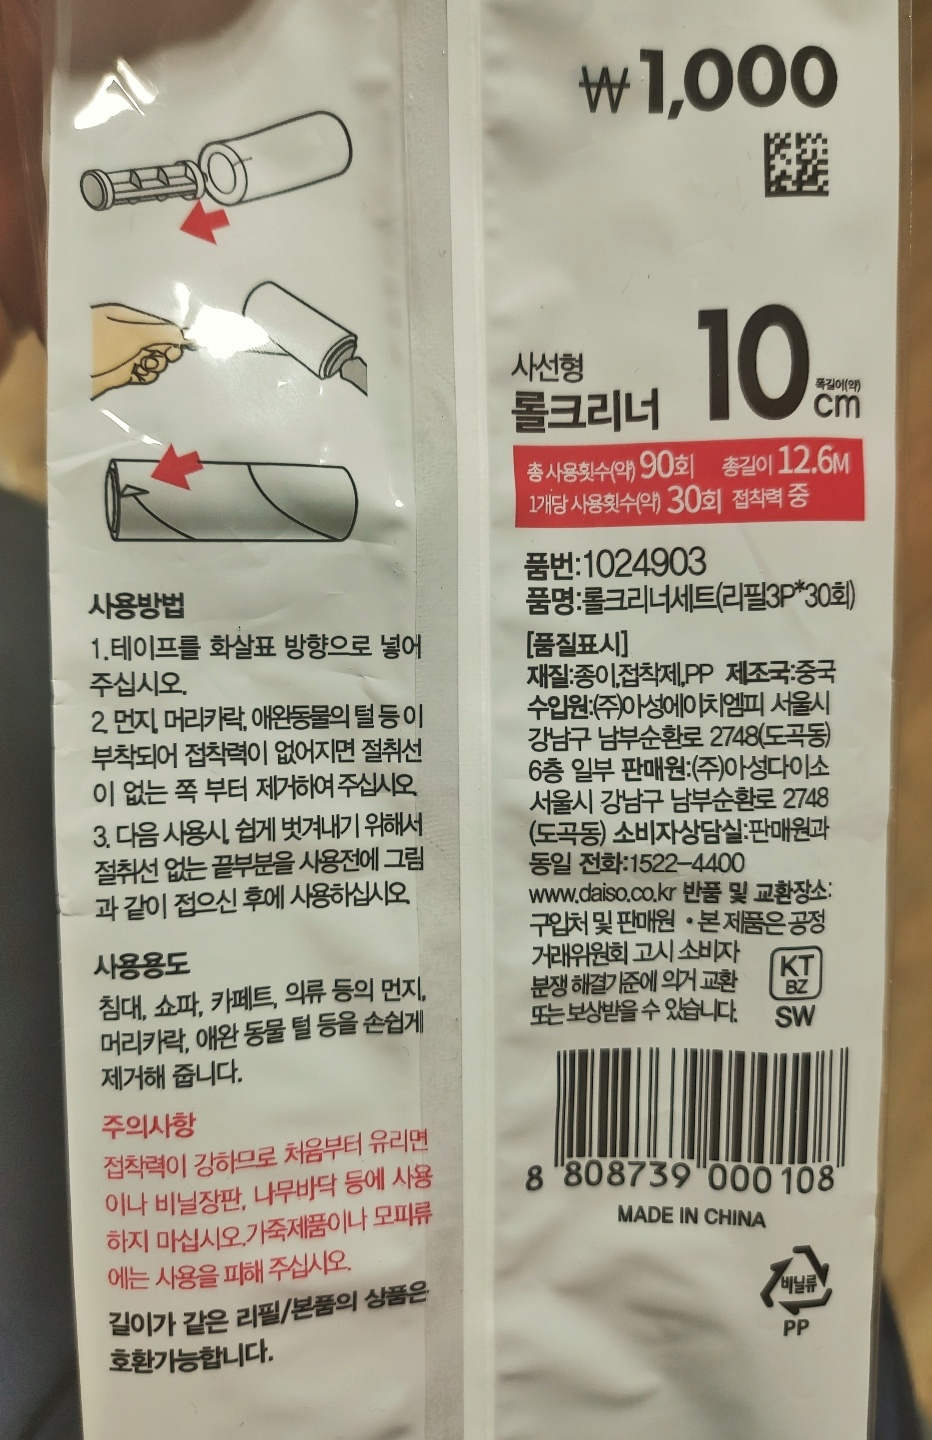 사용방법
1.테이프를 화살표 방향으로 넣어
주십시오.
2. 먼지, 머리카락, 애완동물의 털 등 이
부착되어 접착력이 없어지면 절취선
이 없는 쪽 부터 제거하여 주십시오.
3. 다음 사용시, 쉽게 벗겨내기 위해서
절취선 없는 끝부분을 사용전에 그림
과 같이 접으신 후에 사용하십시오.
사용용도
침대, 쇼파, 카페트, 의류 등의 먼지,
머리카락, 애완 동물 털 등을 손쉽게
제거해 줍니다.
주의사항
접착력이 강하므로 처음부터 유리면
이나 비닐장판, 나무바닥 등에 사용
하지 마십시오.가죽제품이나 모피류
에는 사용을 피해 주십시오.
길이가 같은 리필/본품의 상품은
호환가능합니다.
₩1,000
사선형
롤크리너 10 폭길이(약) cm
총 사용횟수(약) 90회 총길이 12.6M
1개당 사용횟수(약) 30회 접착력 중
품번:1024903
품명:롤크리너세트(리필3P*30회)
[품질표시]
재질:종이,접착제,PP 제조국:중국
수입원:(주)아성에이치엠피 서울시
강남구 남부순환로 2748(도곡동)
6층 일부 판매원:(주)아성다이소
서울시 강남구 남부순환로 2748
(도곡동) 소비자상담실:판매원과
동일 전화:1522-4400
www.daiso.co.kr 반품 및 교환장소:
구입처 및 판매원 •본 제품은 공정
거래위원회 고시 소비자
분쟁 해결기준에 의거 교환
또는 보상받을 수 있습니다.
KT
BZ
SW
8 808739 000108
MADE IN CHINA
비닐류
PP